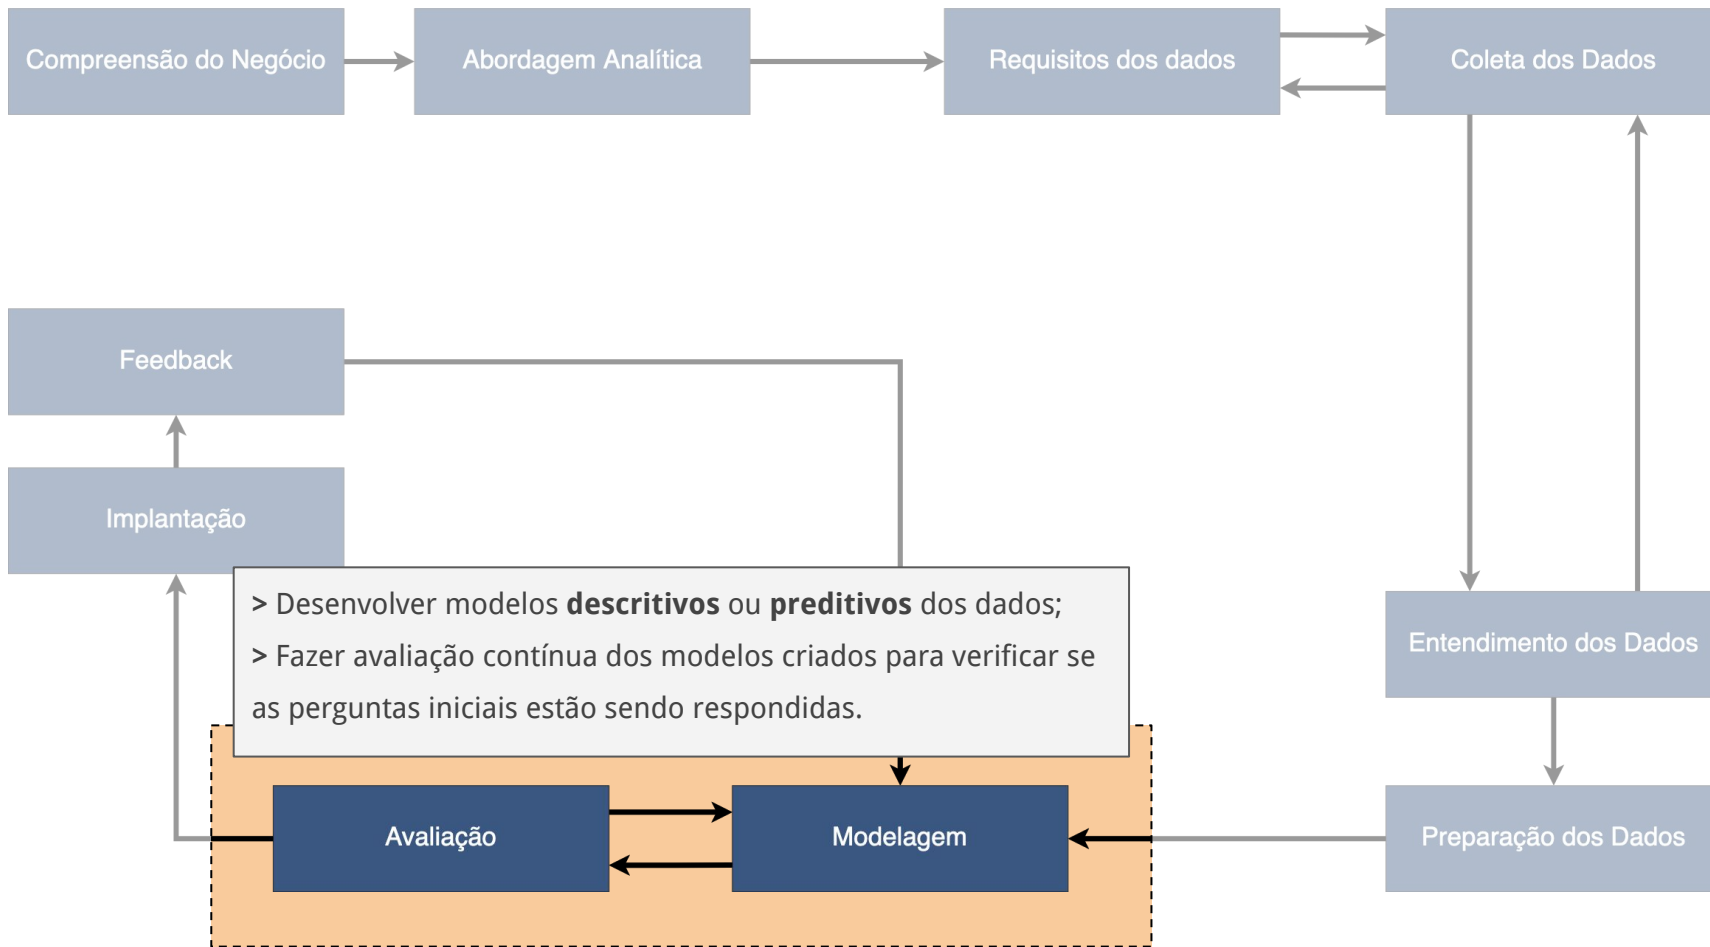 Compreensão do Negócio
Abordagem Analítica
Requisitos dos dados
Coleta dos Dados
Feedback
Implantação
> Desenvolver modelos descritivos ou preditivos dos dados;
> Fazer avaliação contínua dos modelos criados para verificar se
as perguntas iniciais estão sendo respondidas.
Entendimento dos Dados
Avaliação
Modelagem
Preparação dos Dados